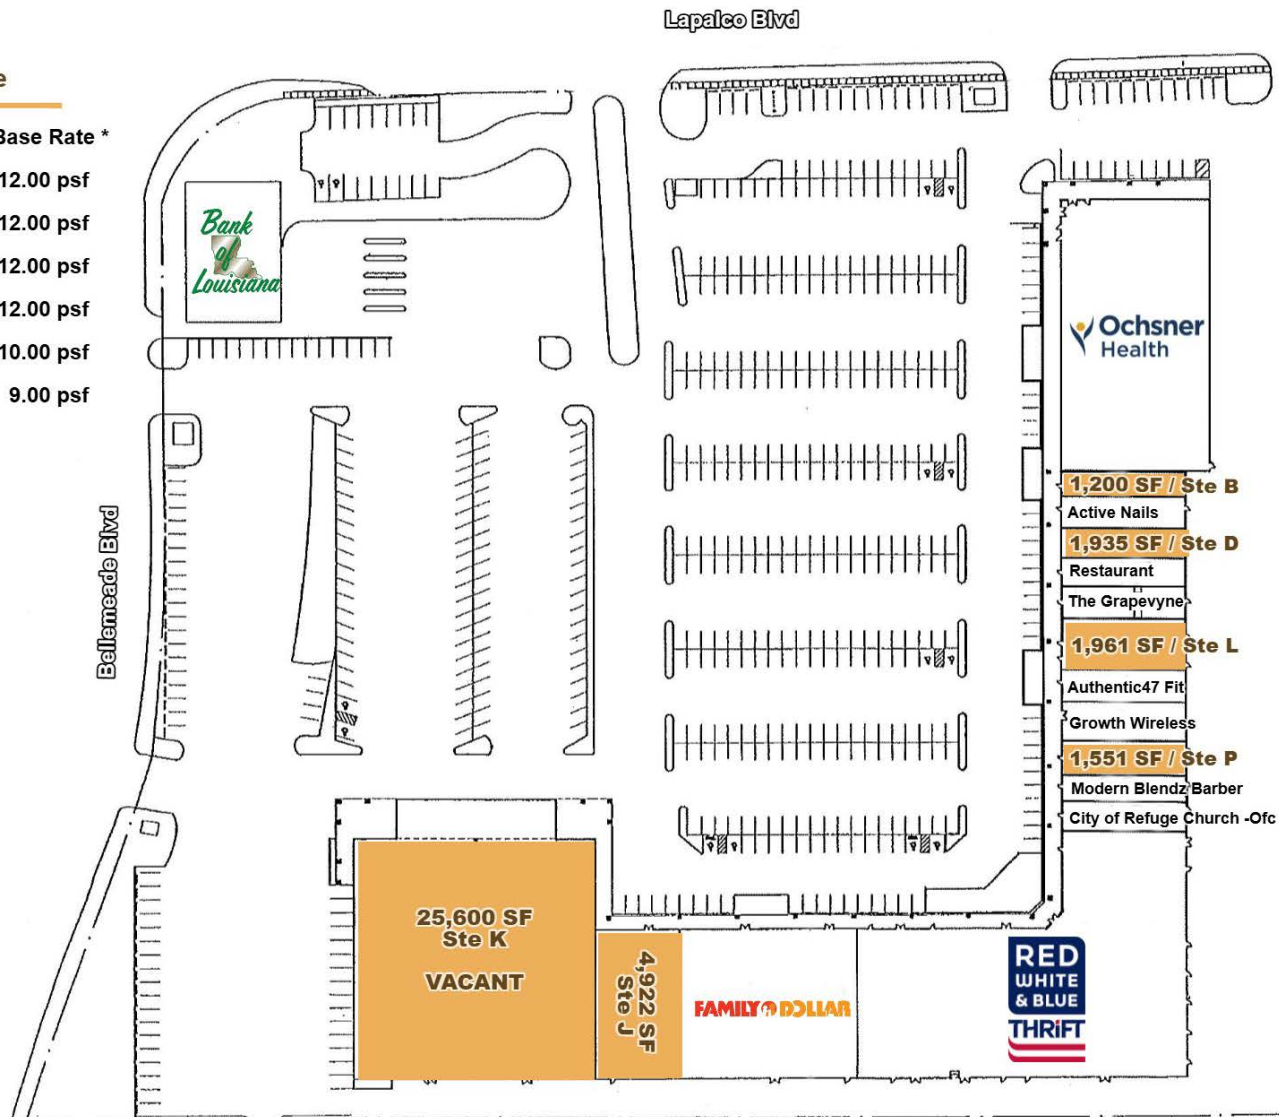 Lapalco Blvd
e
Base Rate *
12.00 psf
12.00 psf
12.00 psf
12.00 psf
10.00 psf
9.00 psf
Bank
of
Louisiana
Ochsner
Health
Bellemeade Blvd
1,200 SF / Ste B
Active Nails
1,935 SF / Ste D
Restaurant
The Grapevyne
1,961 SF / Ste L
Authentic47 Fit
Growth Wireless
1,551 SF / Ste P
Modern Blendz Barber
City of Refuge Church -Ofc
25,600 SF
Ste K
VACANT
4,922 SF
Ste J
FAMILY DOLLAR
RED
WHITE
& BLUE
THRiFT